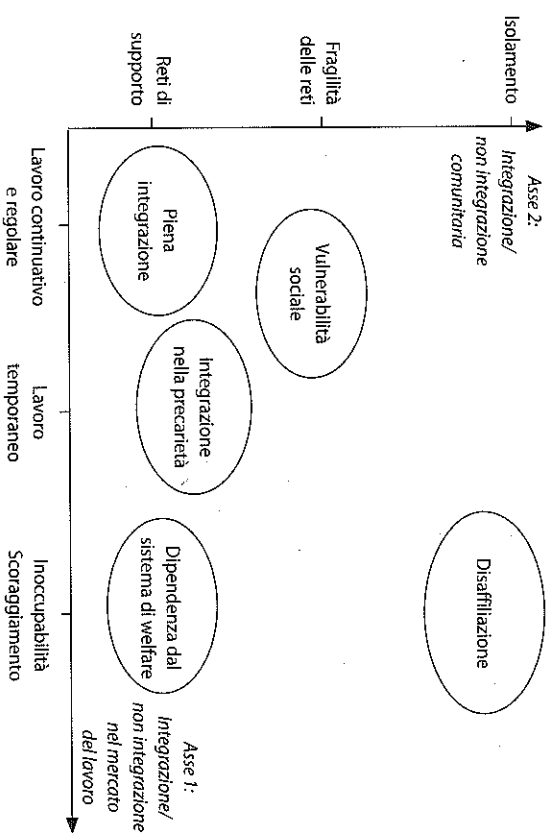 Isolamento
Fragilità
delle reti
Reti di
supporto
Asse 2:
Integrazione/
non integrazione
comunitaria
Disaffiliazione
Vulnerabilità
sociale
Piena
integrazione
Integrazione
nella precarietà
Dipendenza dal
sistema di welfare
Asse 1:
Integrazione/
non integrazione
nel mercato
del lavoro
Lavoro continuativo
e regolare
Lavoro
temporaneo
Inoccupabilità
Scoraggiamento